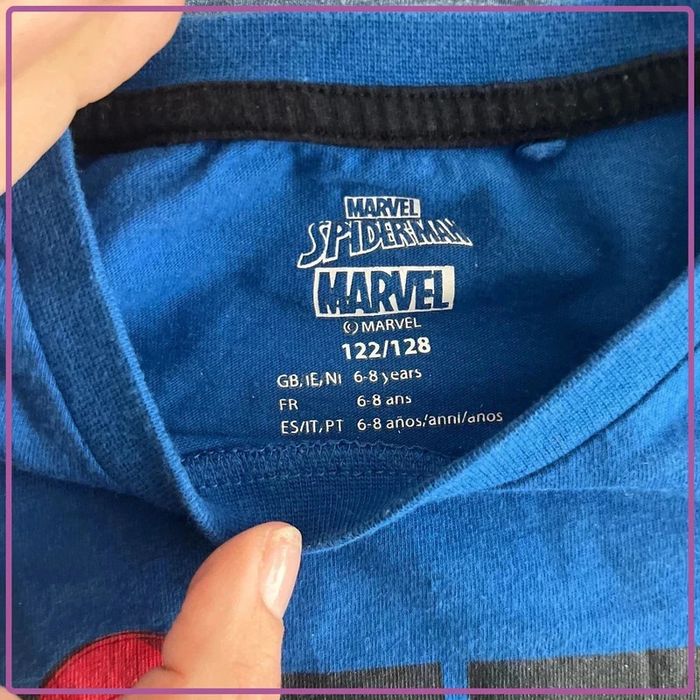 MARVEL
SPIDER-MAN
MARVEL
© MARVEL
122/128
GB, IE, NI 6-8 years
FR 6-8 ans
ES/IT, PT 6-8 años/anni/anos